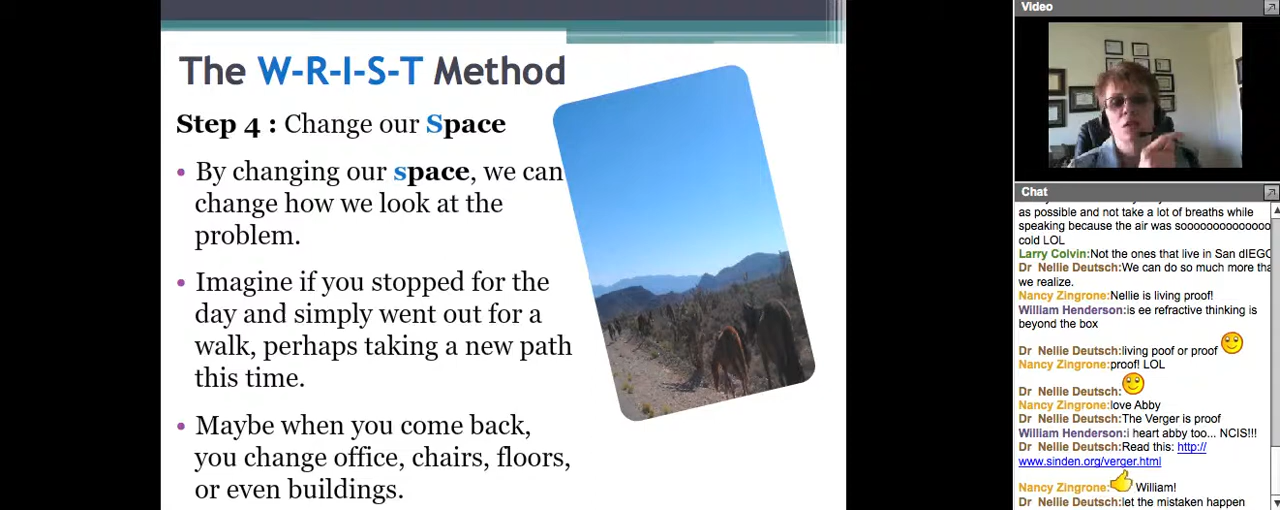 The W-R-I-S-T Method
Step 4 : Change our Space
• By changing our space, we can
change how we look at the
problem.
• Imagine if you stopped for the
day and simply went out for a
walk, perhaps taking a new path
this time.
• Maybe when you come back,
you change office, chairs, floors,
or even buildings.
Video
Chat
as possible and not take a lot of breaths while
speaking because the air was sooooooooooooo
cold LOL
Larry Colvin:Not the ones that live in San dIEG
Dr Nellie Deutsch:We can do so much more tha
we realize.
Nancy Zingrone:Nellie is living proof!
William Henderson:is ee refractive thinking is
beyond the box
Dr Nellie Deutsch:living poof or proof
Nancy Zingrone:proof! LOL
Dr Nellie Deutsch:
Nancy Zingrone:love Abby
Dr Nellie Deutsch:The Verger is proof
William Henderson:i heart abby too... NCIS!!!
Dr Nellie Deutsch:Read this: http://
www.sinden.org/verger.html
Nancy Zingrone: William!
Dr Nellie Deutsch:let the mistaken happen